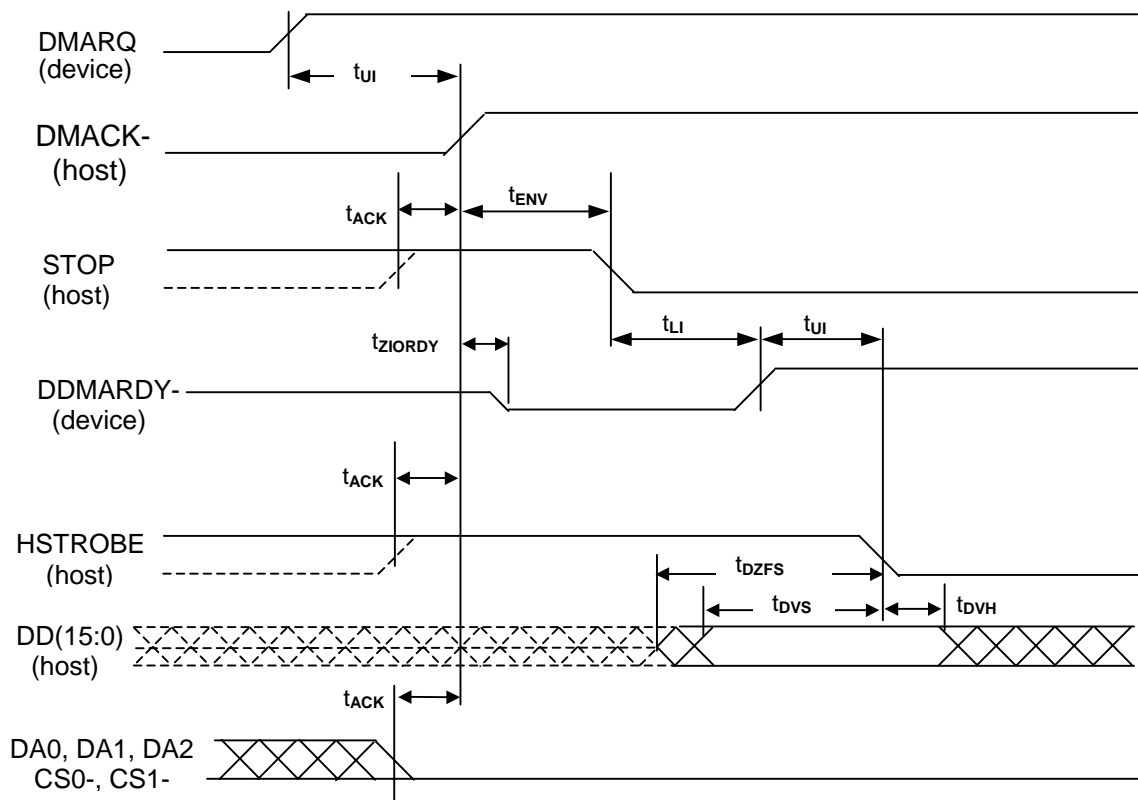 DMARQ
(device)
tUI
DMACK-
(host)
tACK
tENV
STOP
(host)
tZIORDY
tLI
tUI
DDMARDY-
(device)
tACK
HSTROBE
(host)
tDZFS
tDVS
tDVH
DD(15:0)
(host)
tACK
DA0, DA1, DA2
CS0-, CS1-